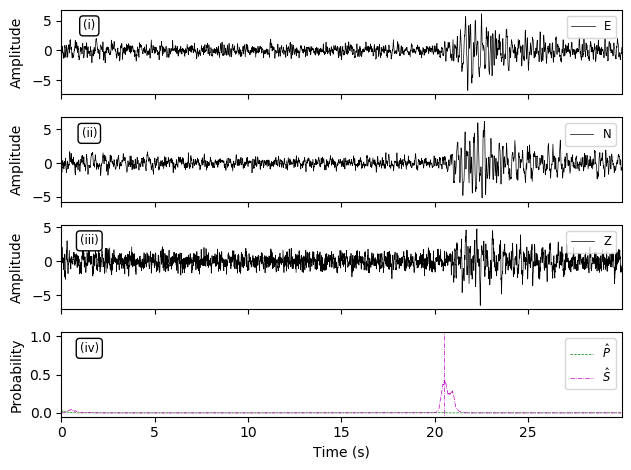 (i)
E
Amplitude
5
0
−5
(ii)
N
Amplitude
5
0
−5
(iii)
Z
Amplitude
5
0
−5
(iv)
P̂
Ŝ
Probability
1.0
0.5
0.0
0 5 10 15 20 25
Time (s)